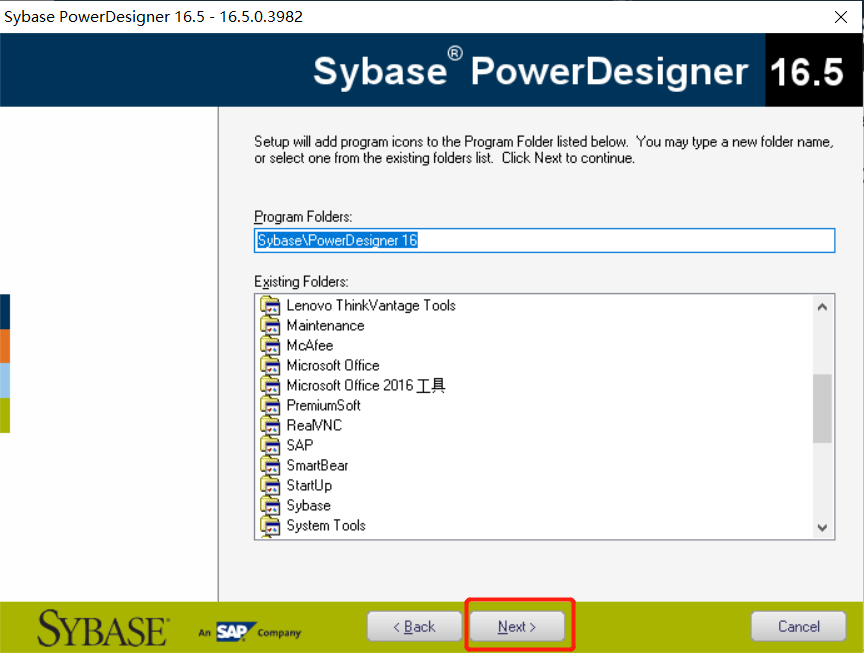 Sybase PowerDesigner 16.5 - 16.5.0.3982
Sybase® PowerDesigner 16.5
Setup will add program icons to the Program Folder listed below. You may type a new folder name,
or select one from the existing folders list. Click Next to continue.
Program Folders:
Sybase\PowerDesigner 16
Existing Folders:
Lenovo ThinkVantage Tools
Maintenance
McAfee
Microsoft Office
Microsoft Office 2016 工具
PremiumSoft
RealVNC
SAP
SmartBear
StartUp
Sybase
System Tools
SYBASE® An SAP Company
< Back
Next >
Cancel